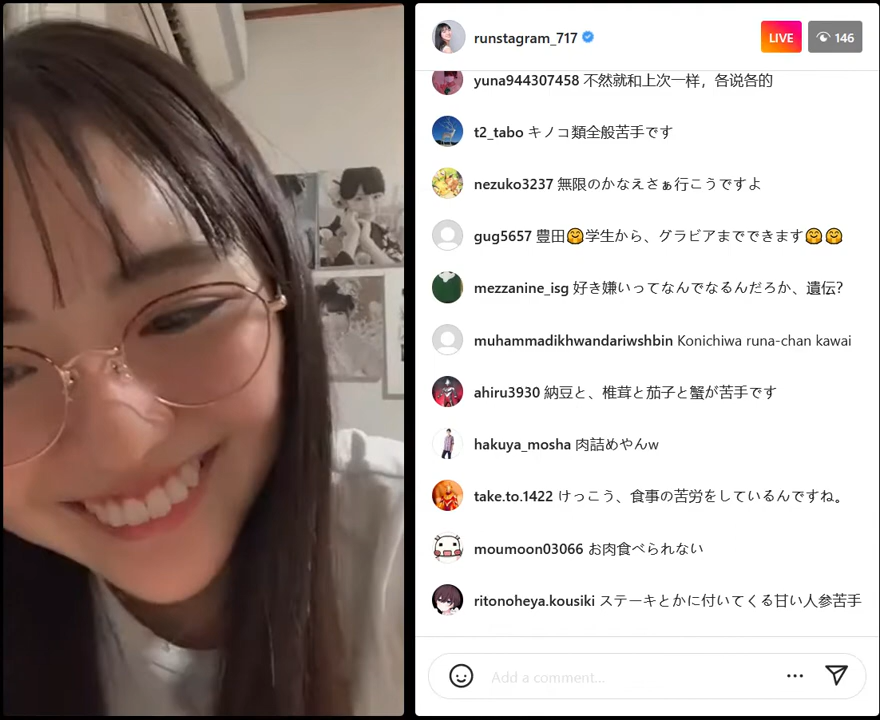 runstagram_717
LIVE
146
yuna944307458 不然就和上次一样，各说各的
t2_tabo キノコ類全般苦手です
nezuko3237 無限のかなえさぁ行こうですよ
gug5657 豊田🤗学生から、グラビアまでできます🤗🤗
mezzanine_isg 好き嫌いってなんでなるんだろか、遺伝?
muhammadikhwandariwshbin Konichiwa runa-chan kawai
ahiru3930 納豆と、椎茸と茄子と蟹が苦手です
hakuya_mosha 肉詰めやんw
take.to.1422 けっこう、食事の苦労をしているんですね。
moumoon03066 お肉食べられない
ritonoheya.kousiki ステーキとかに付いてくる甘い人参苦手
Add a comment...